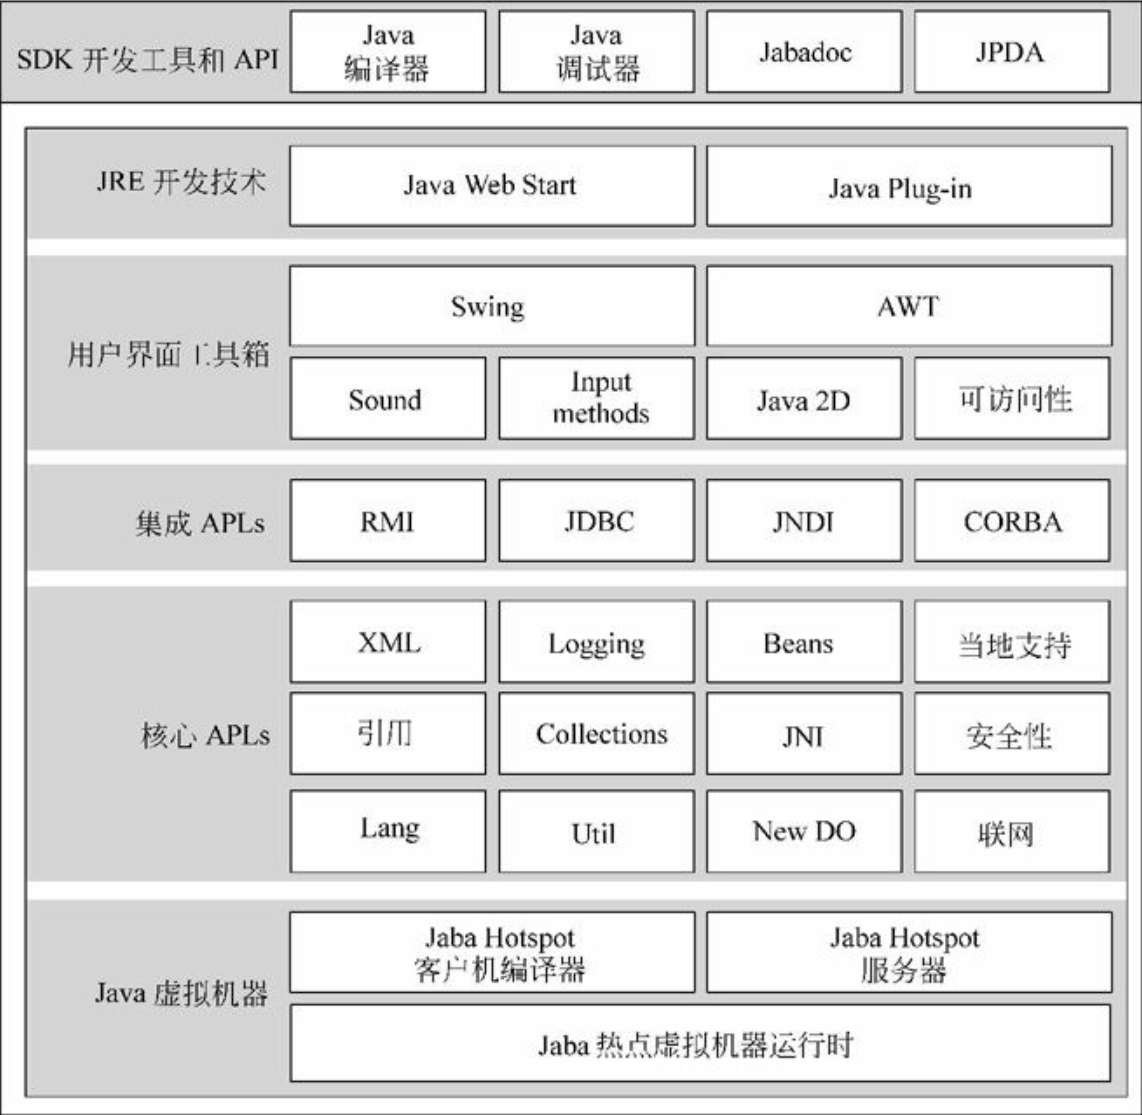 SDK 开发工具和 API
Java
编译器
Java
调试器
Jabadoc
JPDA
JRE 开发技术
Java Web Start
Java Plug-in
用户界面工具箱
Swing
AWT
Sound
Input
methods
Java 2D
可访问性
集成 APLs
RMI
JDBC
JNDI
CORBA
核心 APLs
XML
Logging
Beans
当地支持
引用
Collections
JNI
安全性
Lang
Util
New DO
联网
Java 虚拟机器
Jaba Hotspot
客户机编译器
Jaba Hotspot
服务器
Jaba 热点虚拟机器运行时